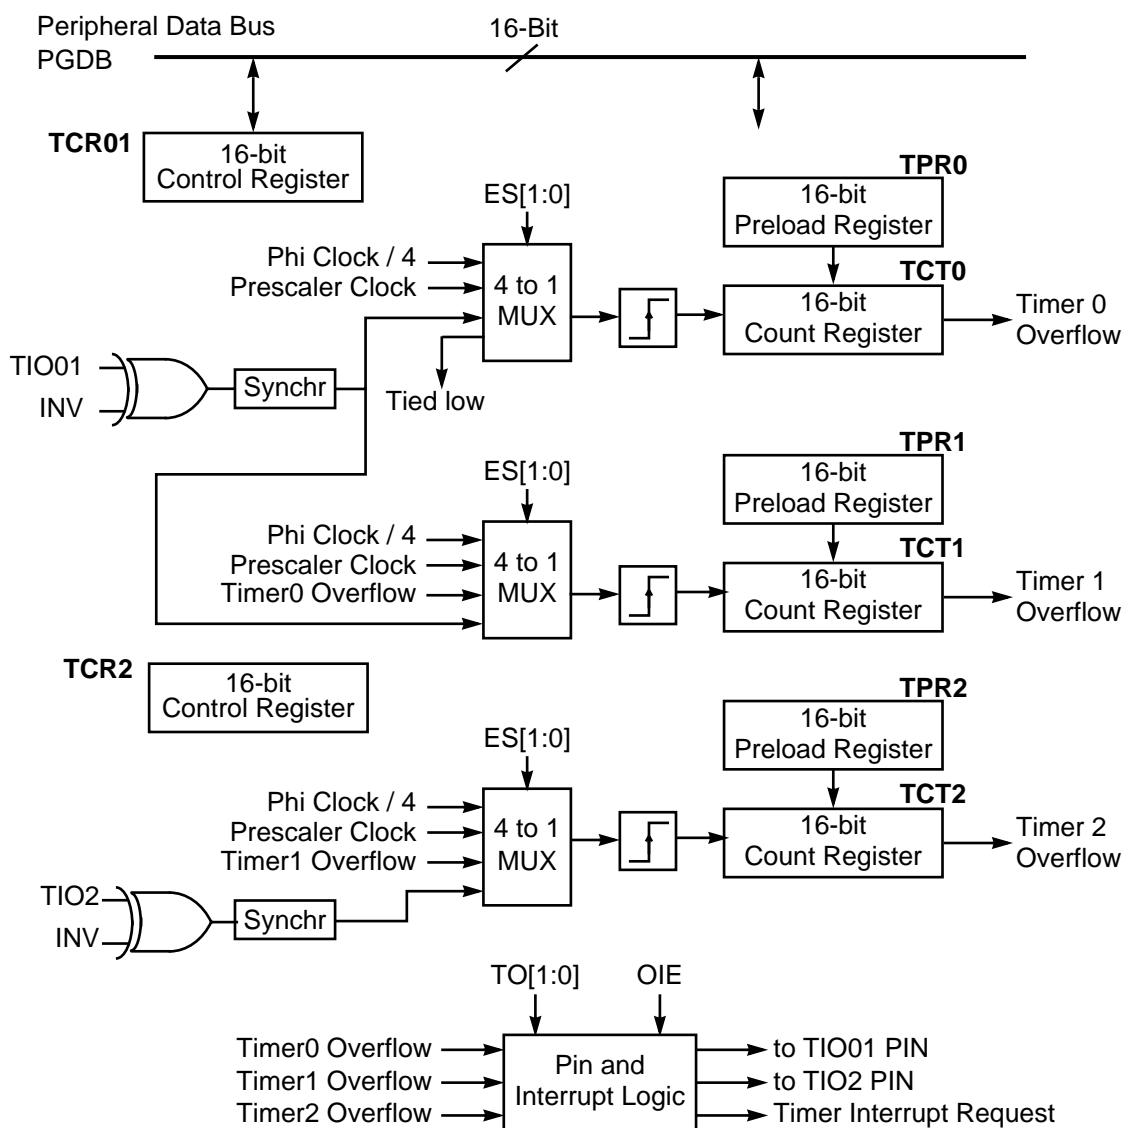 Peripheral Data Bus
PGDB
16-Bit
TCR01
16-bit
Control Register
ES[1:0]
Phi Clock / 4
Prescaler Clock
4 to 1
MUX
TPR0
16-bit
Preload Register
TCT0
16-bit
Count Register
Timer 0
Overflow
TIO01
INV
Synchr
Tied low
ES[1:0]
Phi Clock / 4
Prescaler Clock
Timer0 Overflow
4 to 1
MUX
TPR1
16-bit
Preload Register
TCT1
16-bit
Count Register
Timer 1
Overflow
TCR2
16-bit
Control Register
ES[1:0]
Phi Clock / 4
Prescaler Clock
Timer1 Overflow
4 to 1
MUX
TPR2
16-bit
Preload Register
TCT2
16-bit
Count Register
Timer 2
Overflow
TIO2
INV
Synchr
TO[1:0]
OIE
Timer0 Overflow
Timer1 Overflow
Timer2 Overflow
Pin and
Interrupt Logic
to TIO01 PIN
to TIO2 PIN
Timer Interrupt Request